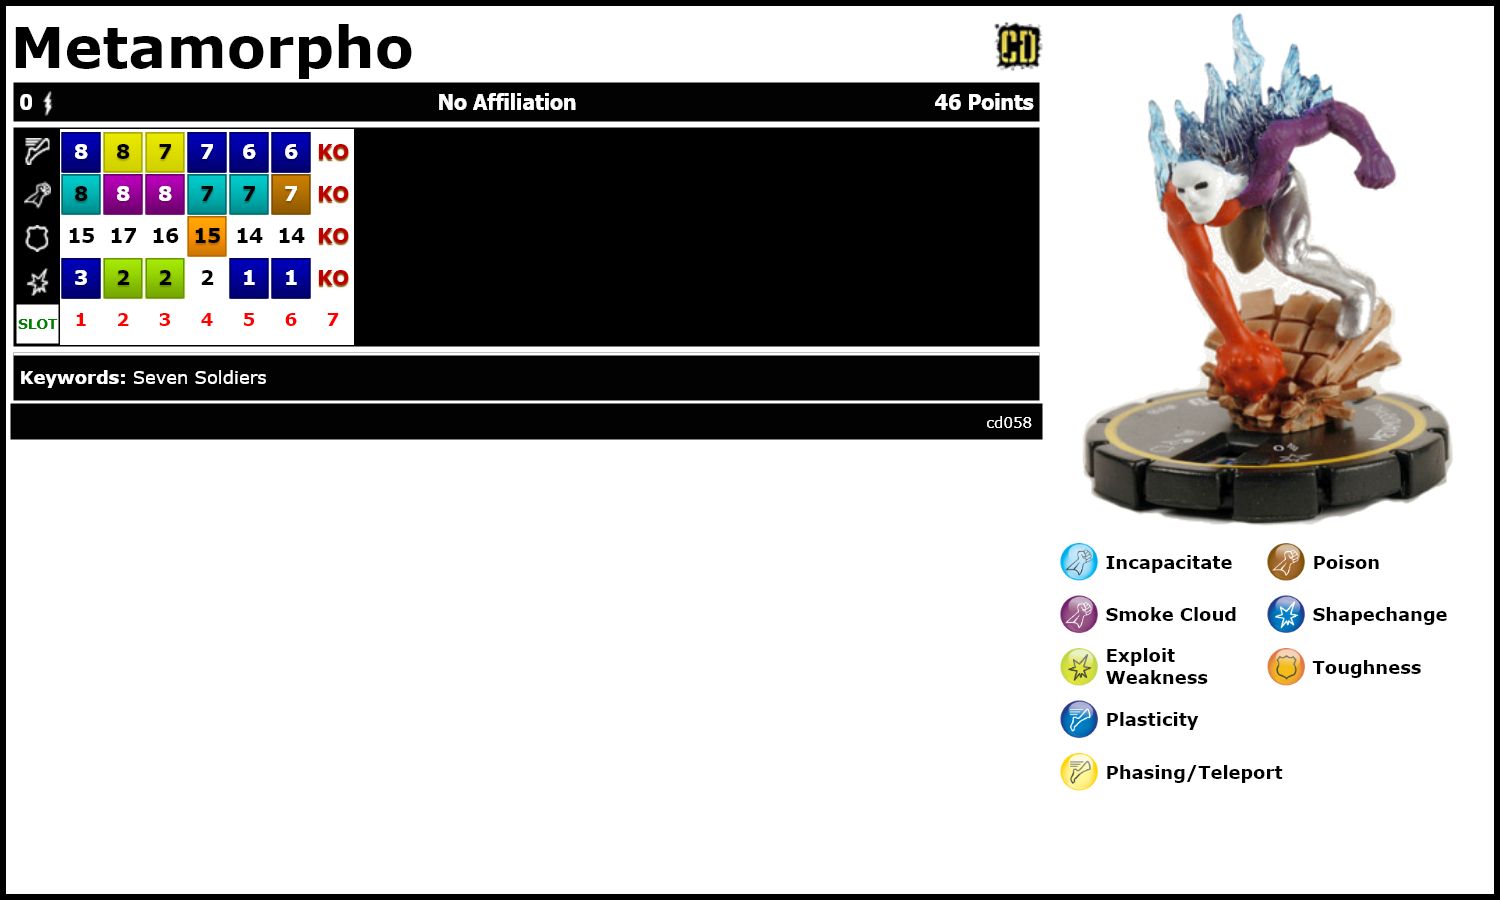 Metamorpho
CD
0 No Affiliation 46 Points
8 8 7 7 6 6 KO
8 8 8 7 7 7 KO
15 17 16 15 14 14 KO
3 2 2 2 1 1 KO
SLOT 1 2 3 4 5 6 7
Keywords: Seven Soldiers
cd058
Incapacitate Poison
Smoke Cloud Shapechange
Exploit
Weakness
Toughness
Plasticity
Phasing/Teleport